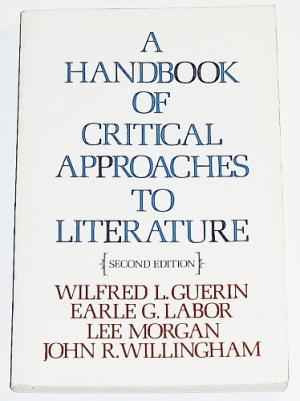 A
HANDBOOK
OF
CRITICAL
APPROACHES
TO
LITERATURE
{SECOND EDITION}
WILFRED L. GUERIN
EARLE G. LABOR
LEE MORGAN
JOHN R. WILLINGHAM